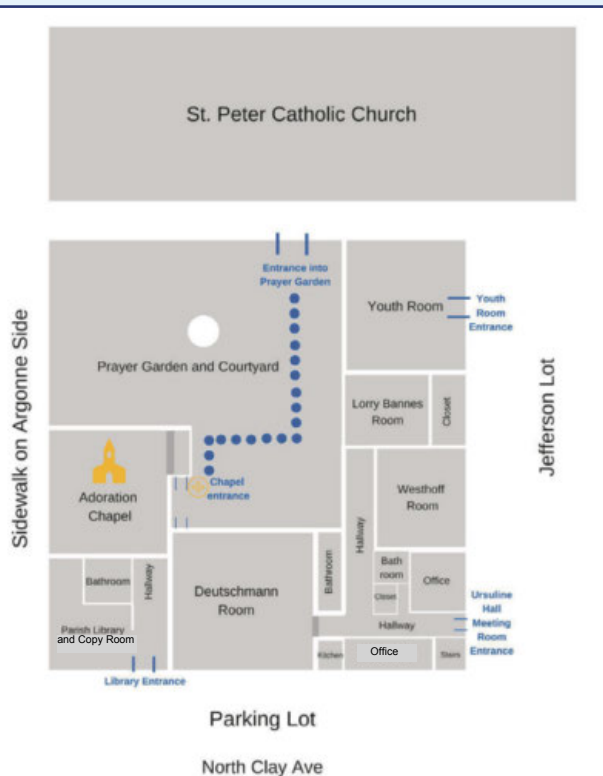 St. Peter Catholic Church
Entrance into
Prayer Garden
Youth Room
Youth
Room
Entrance
Prayer Garden and Courtyard
Sidewalk on Argonne Side
Jefferson Lot
Lorry Bannes
Room
Closet
Adoration
Chapel
Chapel
entrance
Westhoff
Room
Hallway
Bathroom
Hallway
Deutschmann
Room
Bathroom
Bath
room
Closet
Office
Ursuline
Hall
Meeting
Room
Entrance
Hallway
Parish Library
and Copy Room
Kitchen
Office
Stairs
Library Entrance
Parking Lot
North Clay Ave